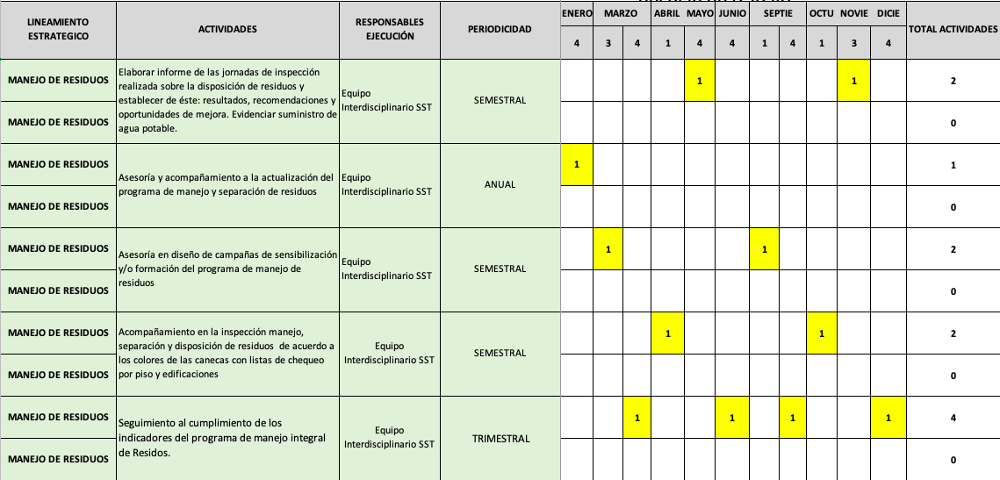 LINEAMIENTO ESTRATEGICO ACTIVIDADES RESPONSABLES EJECUCIÓN PERIODICIDAD ENERO MARZO ABRIL MAYO JUNIO SEPTIE OCTU NOVIE DICIE TOTAL ACTIVIDADES
4 3 4 1 4 4 1 4 1 3 4
MANEJO DE RESIDUOS
Elaborar informe de las jornadas de inspección
realizada sobre la disposición de residuos y
establecer de éste: resultados, recomendaciones y
oportunidades de mejora. Evidenciar suministro de
agua potable.
Equipo
Interdisciplinario SST
SEMESTRAL
1 1 2
MANEJO DE RESIDUOS
0
MANEJO DE RESIDUOS
Asesoría y acompañamiento a la actualización del
programa de manejo y separación de residuos
Equipo
Interdisciplinario SST
ANUAL
1 1
MANEJO DE RESIDUOS
0
MANEJO DE RESIDUOS
Asesoría en diseño de campañas de sensibilización
y/o formación del programa de manejo de
residuos
Equipo
Interdisciplinario SST
SEMESTRAL
1 1 2
MANEJO DE RESIDUOS
0
MANEJO DE RESIDUOS
Acompañamiento en la inspección manejo,
separación y disposición de residuos de acuerdo a
los colores de las canecas con listas de chequeo
por piso y edificaciones
Equipo
Interdisciplinario SST
SEMESTRAL
1 1 2
MANEJO DE RESIDUOS
0
MANEJO DE RESIDUOS
Seguimiento al cumplimiento de los
indicadores del programa de manejo integral
de Residos.
Equipo
Interdisciplinario SST
TRIMESTRAL
1 1 1 1 4
MANEJO DE RESIDUOS
0